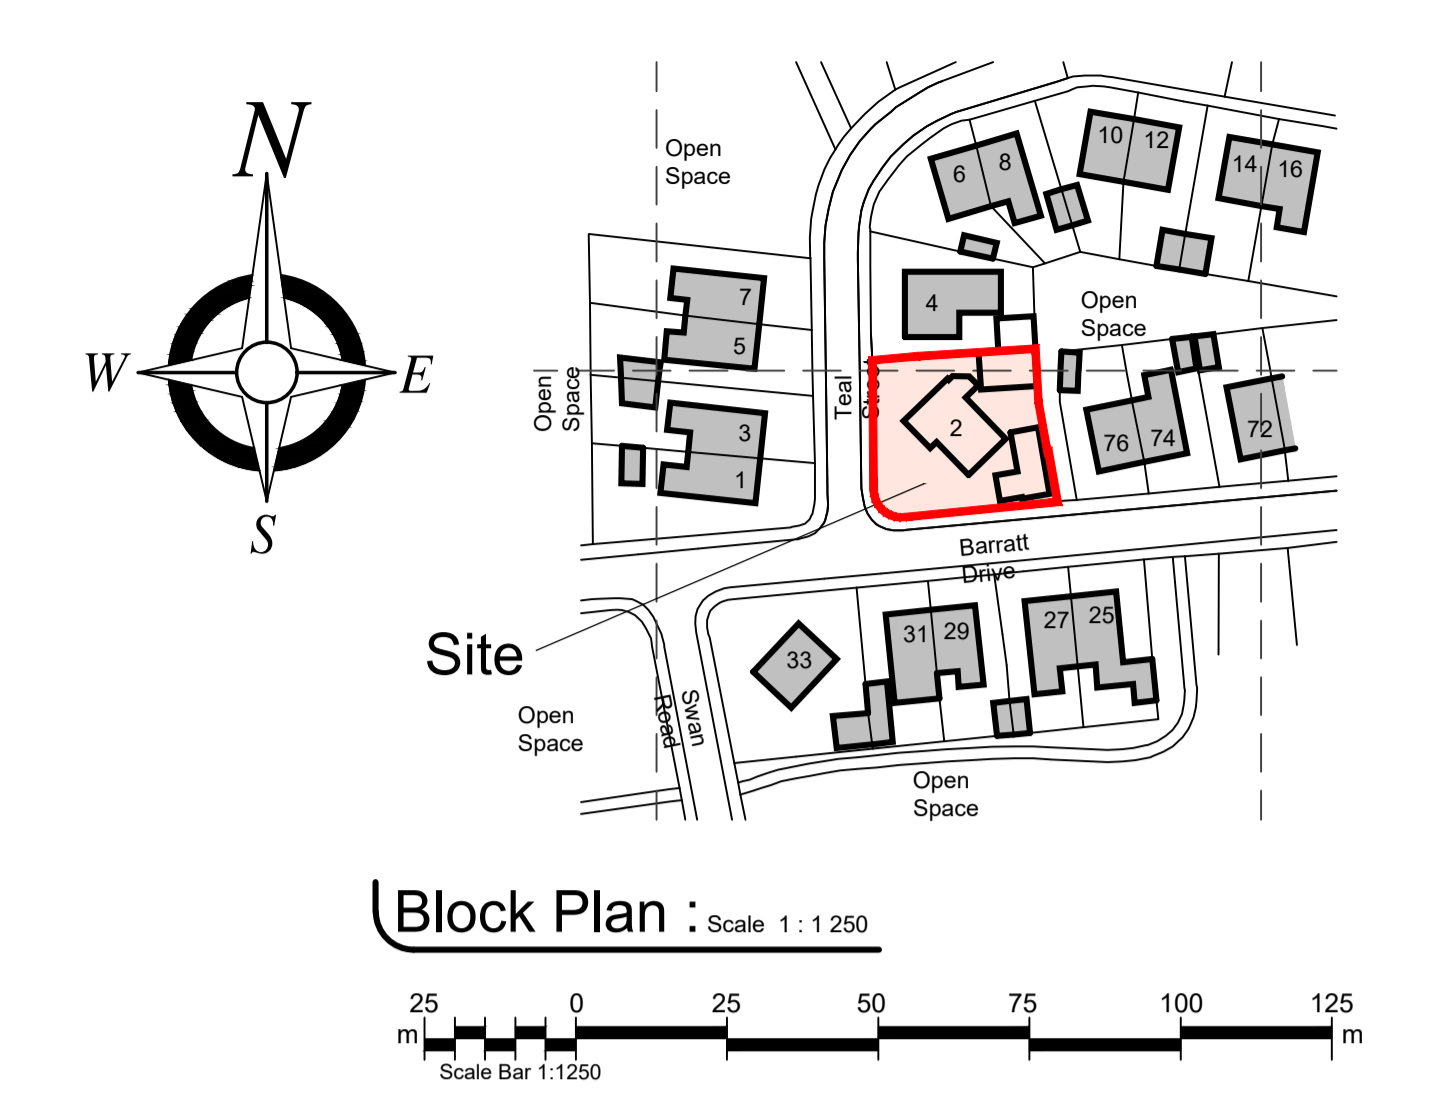 N
W
E
S
Open
Space
6
8
10
12
14
16
7
5
4
Open
Space
Open
Space
Teal
Street
3
1
2
76
74
72
Barratt
Drive
Site
33
31
29
27
25
Open
Space
Swan
Road
Open
Space
Block Plan : Scale 1 : 1 250
25 0 25 50 75 100 125
m m
Scale Bar 1:1250